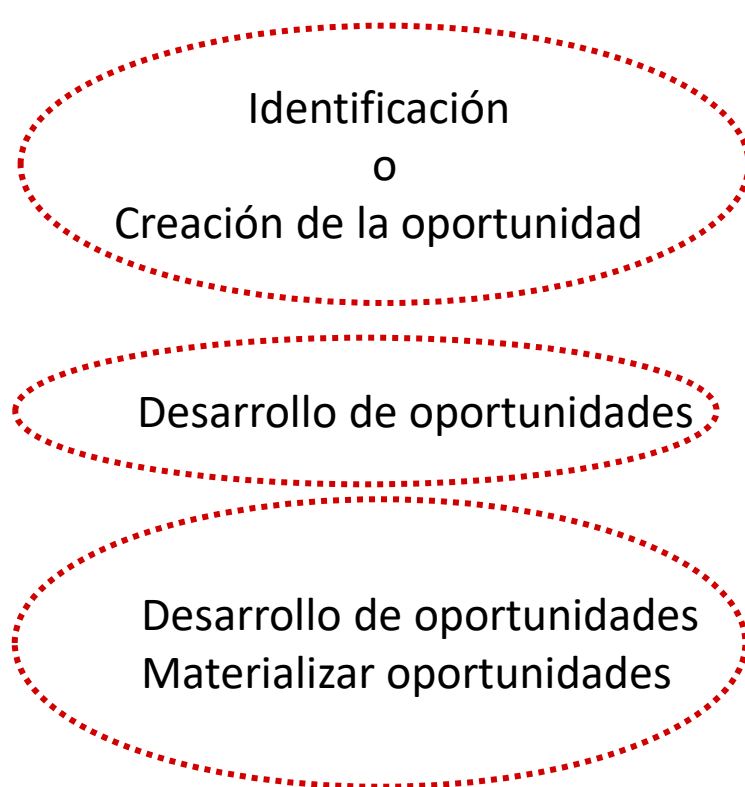 Identificación
o
Creación de la oportunidad
Desarrollo de oportunidades
Desarrollo de oportunidades
Materializar oportunidades